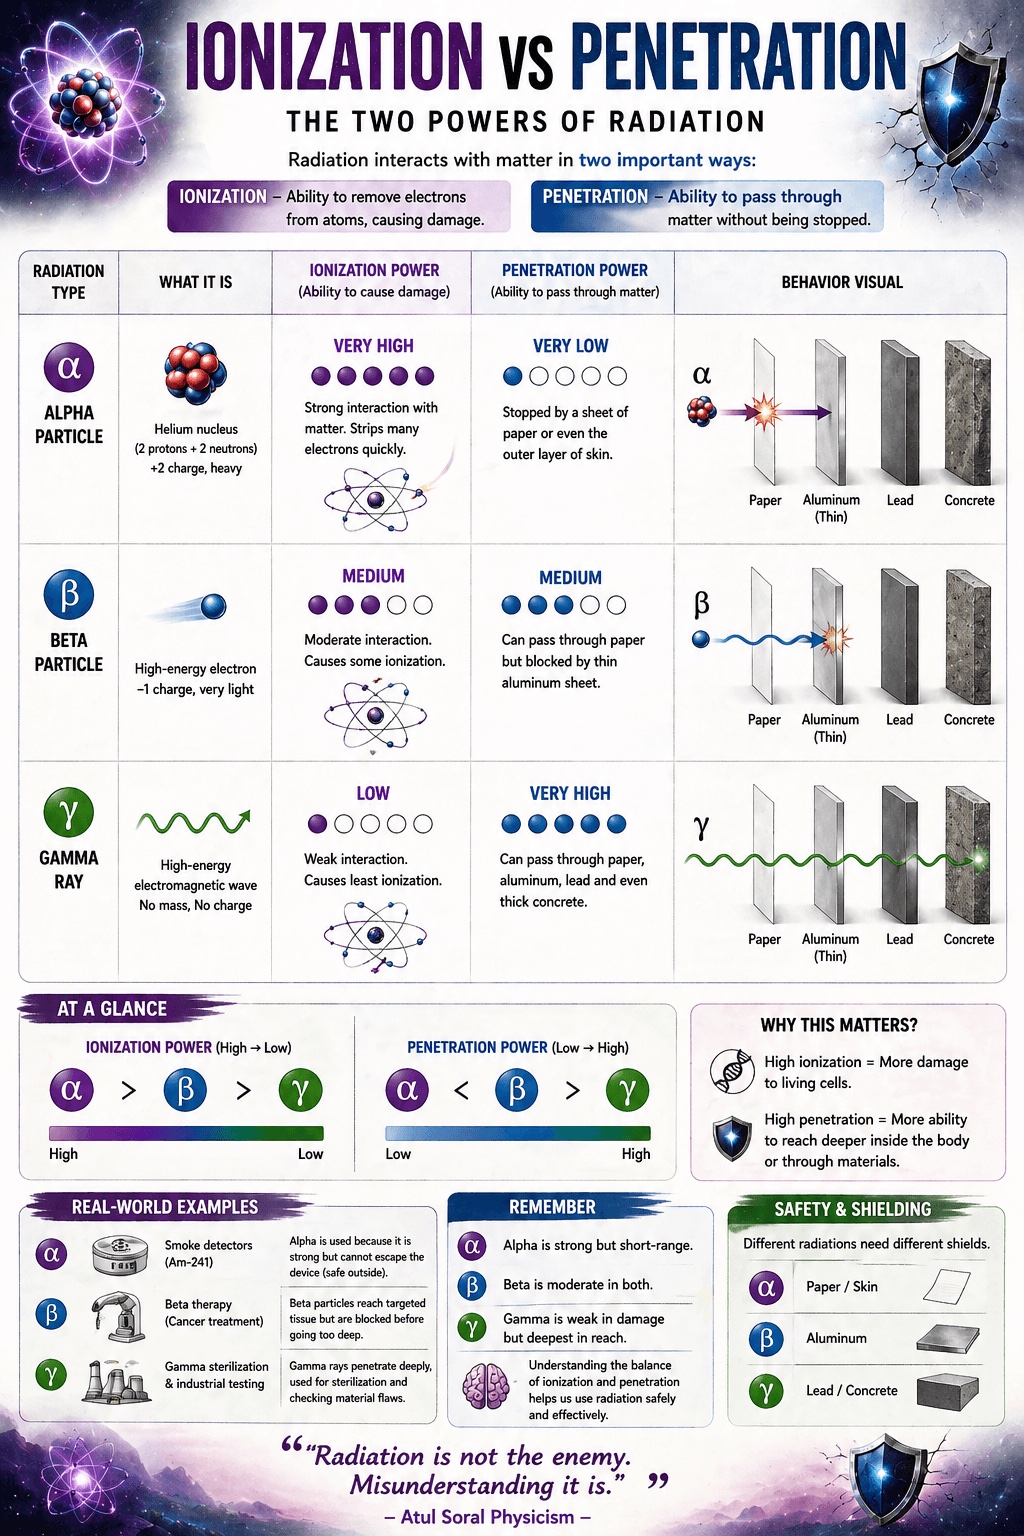 IONIZATION VS PENETRATION
THE TWO POWERS OF RADIATION
Radiation interacts with matter in two important ways:
IONIZATION – Ability to remove electrons
from atoms, causing damage.
PENETRATION – Ability to pass through
matter without being stopped.
RADIATION
TYPE
WHAT IT IS
IONIZATION POWER
(Ability to cause damage)
PENETRATION POWER
(Ability to pass through matter)
BEHAVIOR VISUAL
α
ALPHA
PARTICLE
Helium nucleus
(2 protons + 2 neutrons)
+2 charge, heavy
VERY HIGH
Strong interaction with
matter. Strips many
electrons quickly.
VERY LOW
Stopped by a sheet of
paper or even the
outer layer of skin.
α
Paper
Aluminum
(Thin)
Lead
Concrete
β
BETA
PARTICLE
High-energy electron
–1 charge, very light
MEDIUM
Moderate interaction.
Causes some ionization.
MEDIUM
Can pass through paper
but blocked by thin
aluminum sheet.
β
Paper
Aluminum
(Thin)
Lead
Concrete
γ
GAMMA
RAY
High-energy
electromagnetic wave
No mass, No charge
LOW
Weak interaction.
Causes least ionization.
VERY HIGH
Can pass through paper,
aluminum, lead and even
thick concrete.
γ
Paper
Aluminum
(Thin)
Lead
Concrete
AT A GLANCE
IONIZATION POWER (High → Low)
α > β > γ
High Low
PENETRATION POWER (Low → High)
α < β > γ
Low High
WHY THIS MATTERS?
High ionization = More damage
to living cells.
High penetration = More ability
to reach deeper inside the body
or through materials.
REAL-WORLD EXAMPLES
α
Smoke detectors
(Am-241)
Alpha is used because it is
strong but cannot escape the
device (safe outside).
β
Beta therapy
(Cancer treatment)
Beta particles reach targeted
tissue but are blocked before
going too deep.
γ
Gamma sterilization
& industrial testing
Gamma rays penetrate deeply,
used for sterilization and
checking material flaws.
REMEMBER
α Alpha is strong but short-range.
β Beta is moderate in both.
γ Gamma is weak in damage
but deepest in reach.
Understanding the balance
of ionization and penetration
helps us use radiation safely
and effectively.
SAFETY & SHIELDING
Different radiations need different shields.
α Paper / Skin
β Aluminum
γ Lead / Concrete
“ “Radiation is not the enemy.
Misunderstanding it is.” ”
– Atul Soral Physicism –